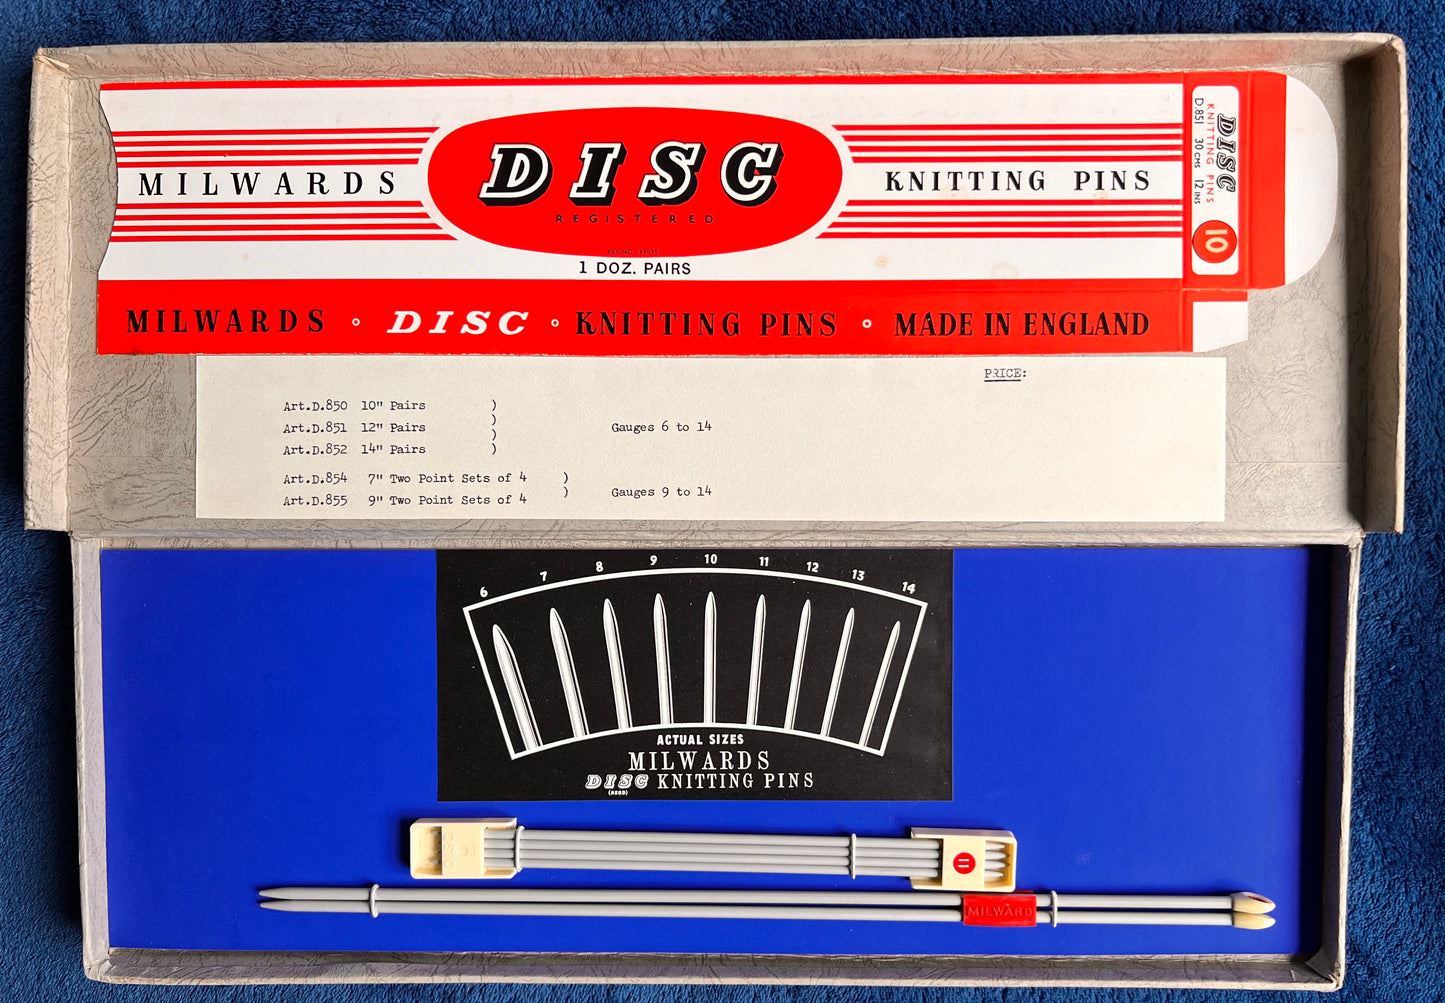 MILWARDS
DISC
REGISTERED
1 DOZ. PAIRS
KNITTING PINS
DISC
KNITTING PINS
D.851 30 CMS 12 INS
10
MILWARDS DISC KNITTING PINS MADE IN ENGLAND
PRICE:
Art.D.850 10" Pairs )
)
Art.D.851 12" Pairs ) Gauges 6 to 14
)
Art.D.852 14" Pairs )
Art.D.854 7" Two Point Sets of 4 )
Art.D.855 9" Two Point Sets of 4 ) Gauges 9 to 14
6 7 8 9 10 11 12 13 14
ACTUAL SIZES
MILWARDS
DISC KNITTING PINS
(REGD)
11
MILWARD